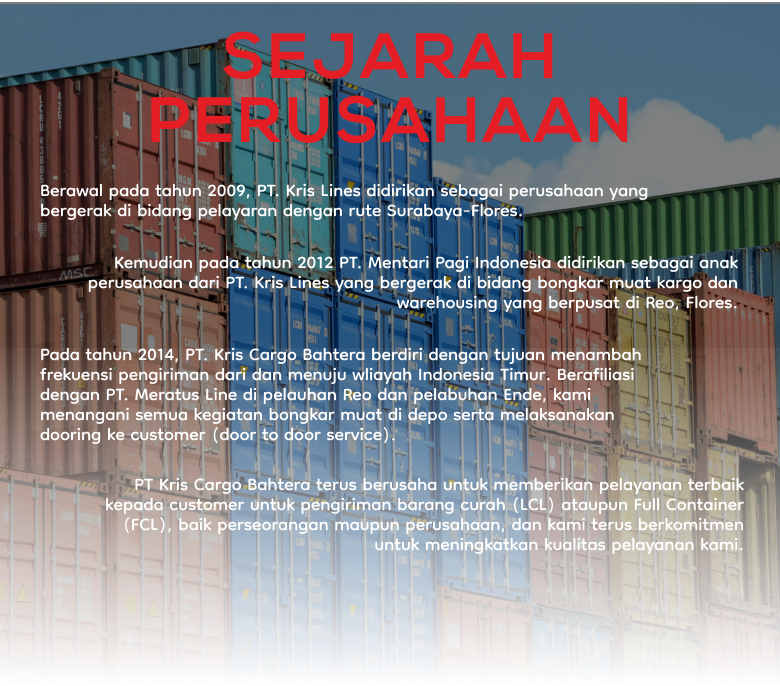 SEJARAH
PERUSAHAAN
Berawal pada tahun 2009, PT. Kris Lines didirikan sebagai perusahaan yang
bergerak di bidang pelayaran dengan rute Surabaya-Flores.
Kemudian pada tahun 2012 PT. Mentari Pagi Indonesia didirikan sebagai anak
perusahaan dari PT. Kris Lines yang bergerak di bidang bongkar muat kargo dan
warehousing yang berpusat di Reo, Flores.
MSC
Pada tahun 2014, PT. Kris Cargo Bahtera berdiri dengan tujuan menambah
frekuensi pengiriman dari dan menuju wliayah Indonesia Timur. Berafiliasi
dengan PT. Meratus Line di pelauhan Reo dan pelabuhan Ende, kami
menangani semua kegiatan bongkar muat di depo serta melaksanakan
dooring ke customer (door to door service).
PT Kris Cargo Bahtera terus berusaha untuk memberikan pelayanan terbaik
kepada customer untuk pengiriman barang curah (LCL) ataupun Full Container
(FCL), baik perseorangan maupun perusahaan, dan kami terus berkomitmen
untuk meningkatkan kualitas pelayanan kami.